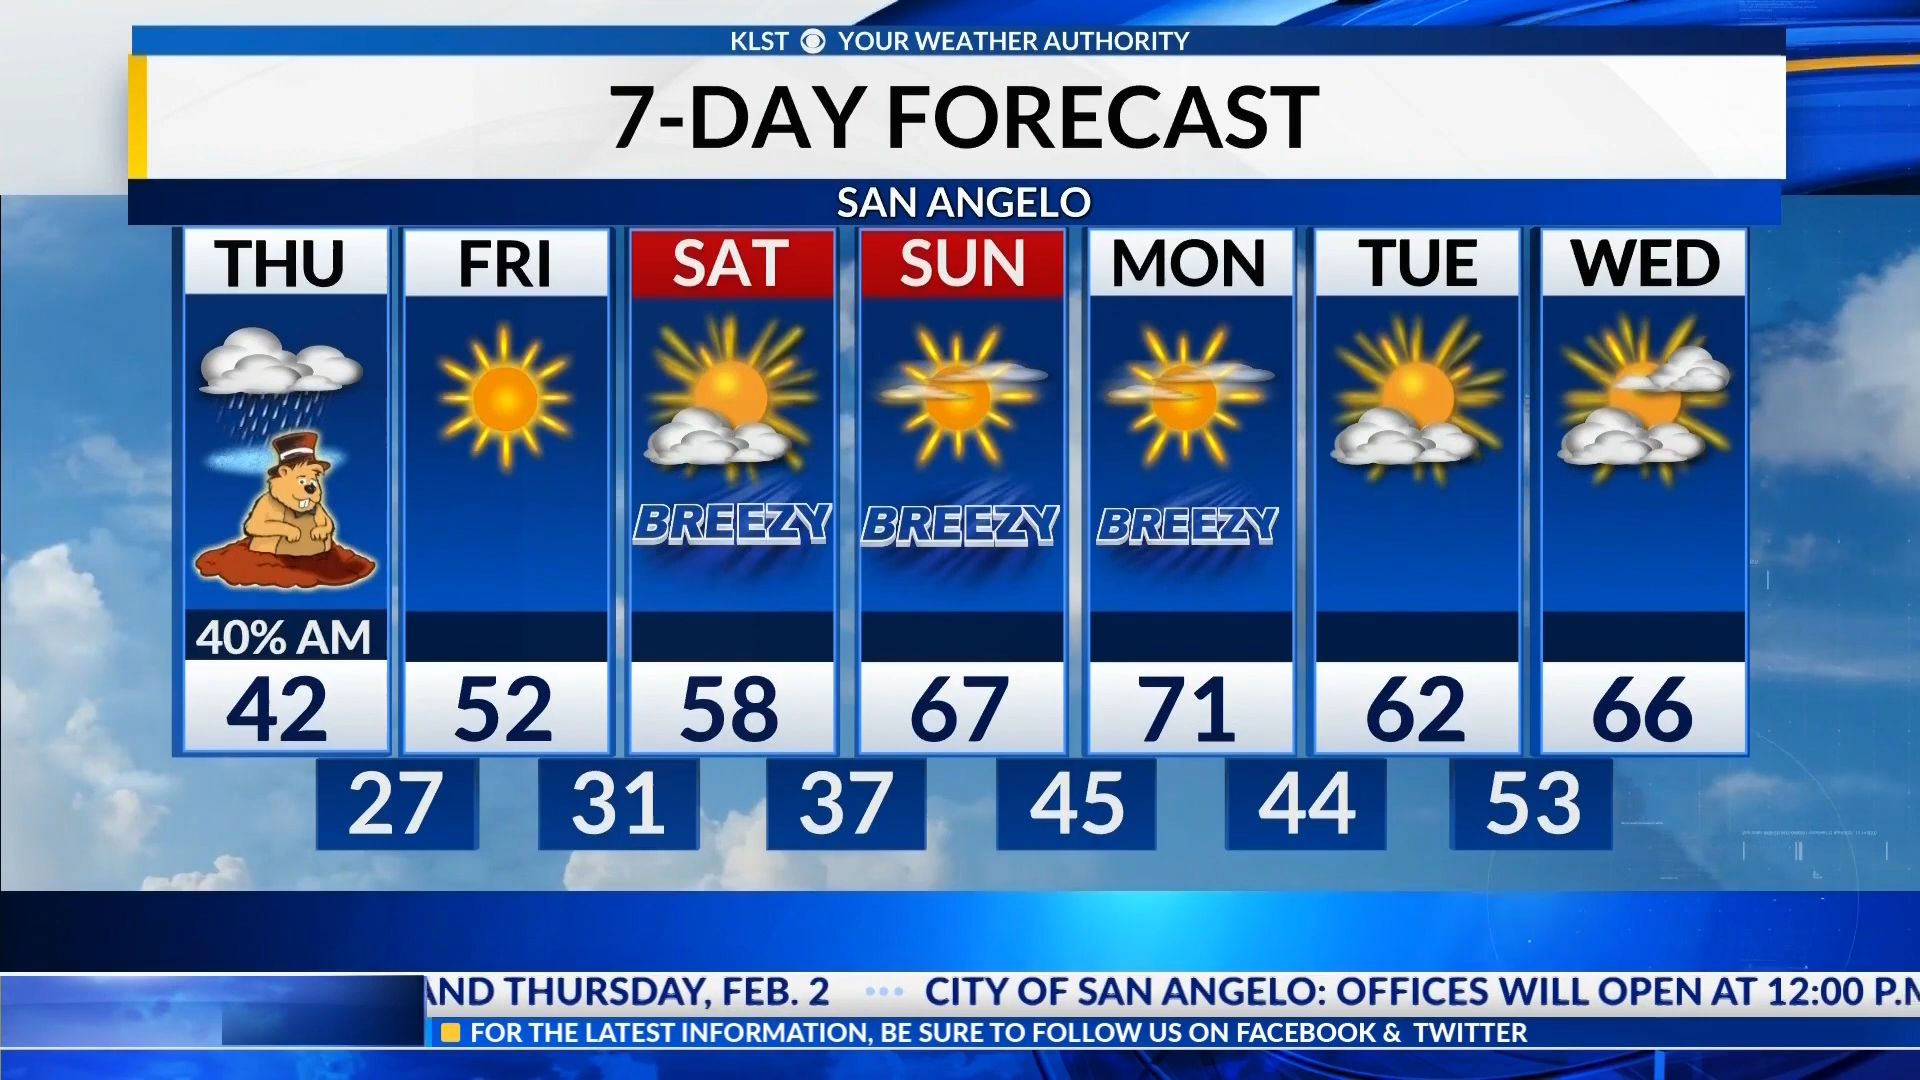 KLST YOUR WEATHER AUTHORITY
7-DAY FORECAST
SAN ANGELO
THU FRI SAT SUN MON TUE WED
BREEZY BREEZY BREEZY
40% AM
42 52 58 67 71 62 66
27 31 37 45 44 53
AND THURSDAY, FEB. 2 ••• CITY OF SAN ANGELO: OFFICES WILL OPEN AT 12:00 P.M
FOR THE LATEST INFORMATION, BE SURE TO FOLLOW US ON FACEBOOK & TWITTER